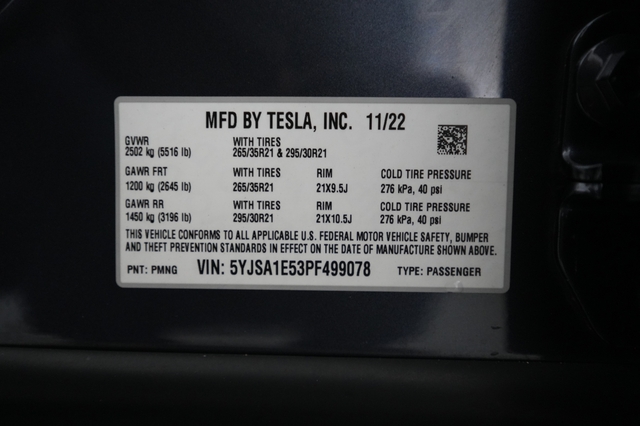 MFD BY TESLA, INC. 11/22
GVWR WITH TIRES
2502 kg (5516 lb) 265/35R21 & 295/30R21
GAWR FRT WITH TIRES RIM COLD TIRE PRESSURE
1200 kg (2645 lb) 265/35R21 21X9.5J 276 kPa, 40 psi
GAWR RR WITH TIRES RIM COLD TIRE PRESSURE
1450 kg (3196 lb) 295/30R21 21X10.5J 276 kPa, 40 psi
THIS VEHICLE CONFORMS TO ALL APPLICABLE U.S. FEDERAL MOTOR VEHICLE SAFETY, BUMPER
AND THEFT PREVENTION STANDARDS IN EFFECT ON THE DATE OF MANUFACTURE SHOWN ABOVE
PNT: PMNG VIN: 5YJSA1E53PF499078 TYPE: PASSENGER